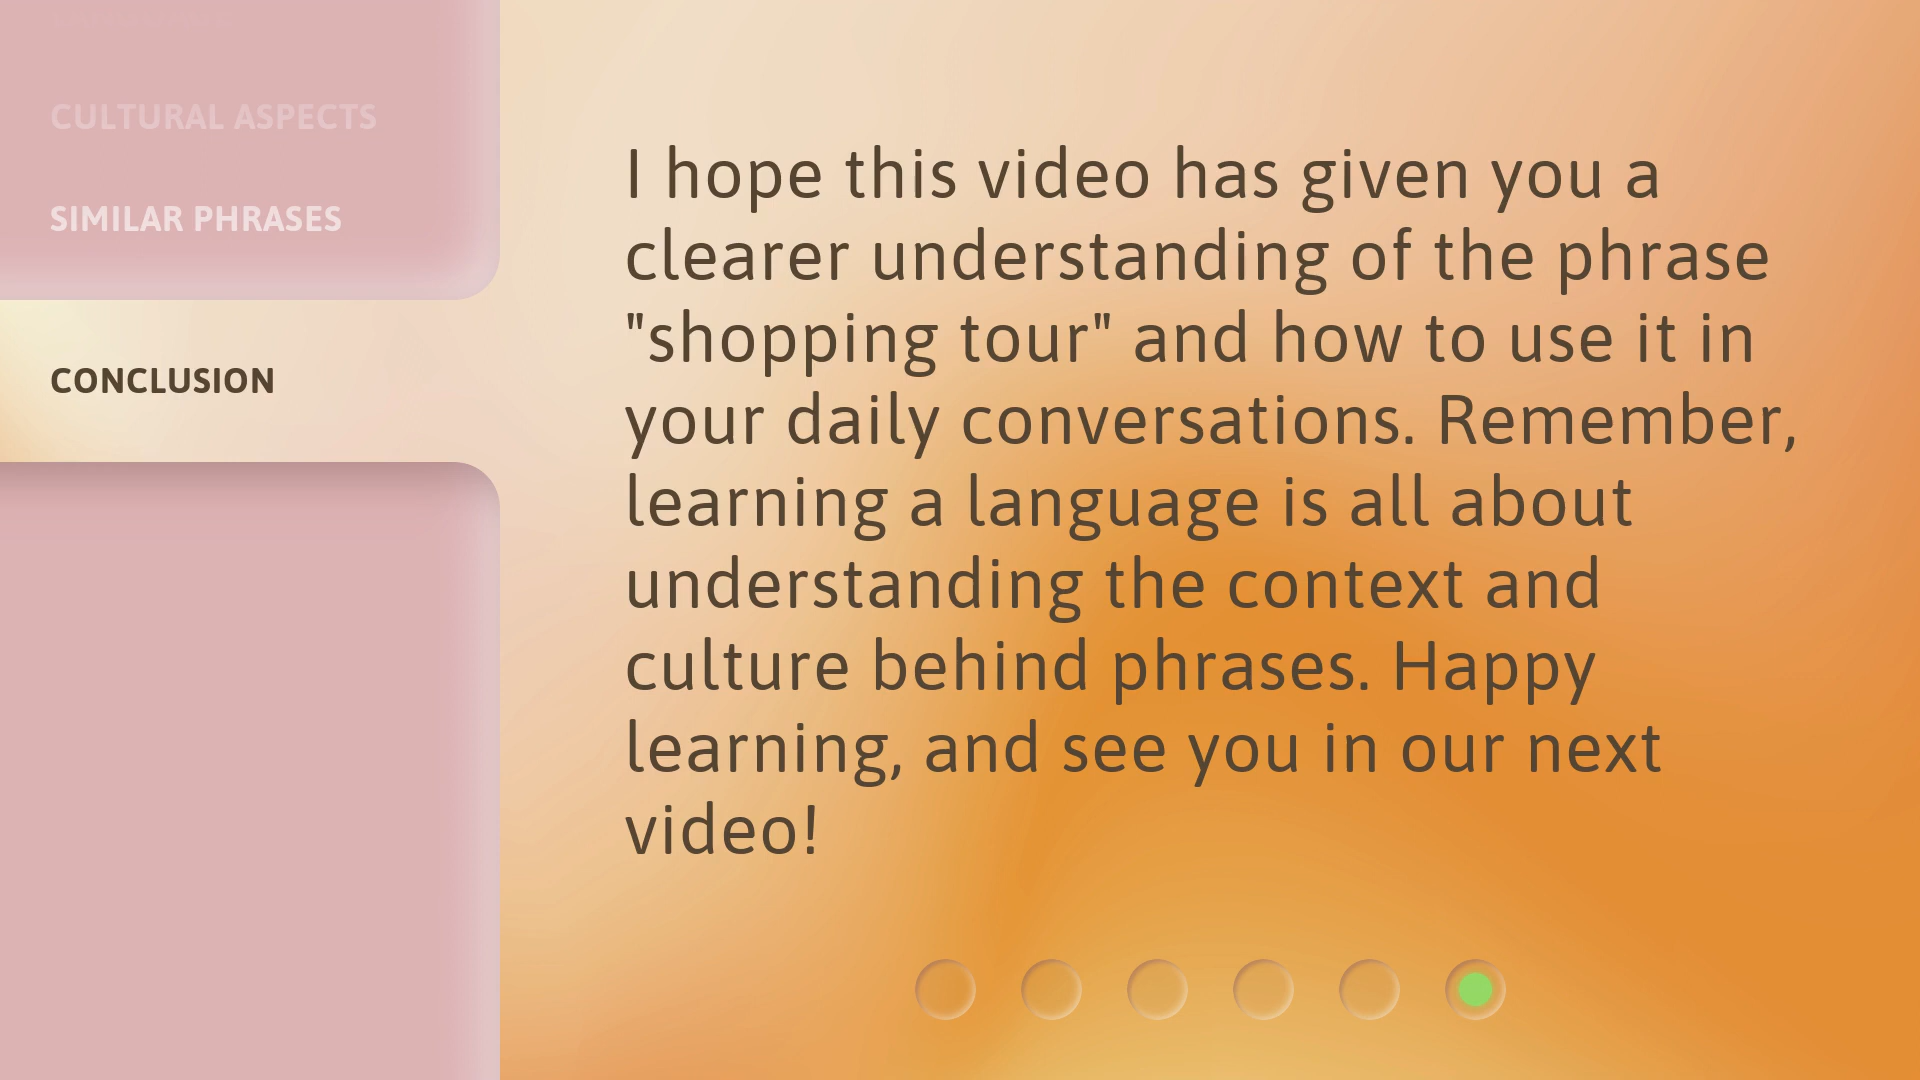 CULTURAL ASPECTS
SIMILAR PHRASES
CONCLUSION
I hope this video has given you a
clearer understanding of the phrase
"shopping tour" and how to use it in
your daily conversations. Remember,
learning a language is all about
understanding the context and
culture behind phrases. Happy
learning, and see you in our next
video!